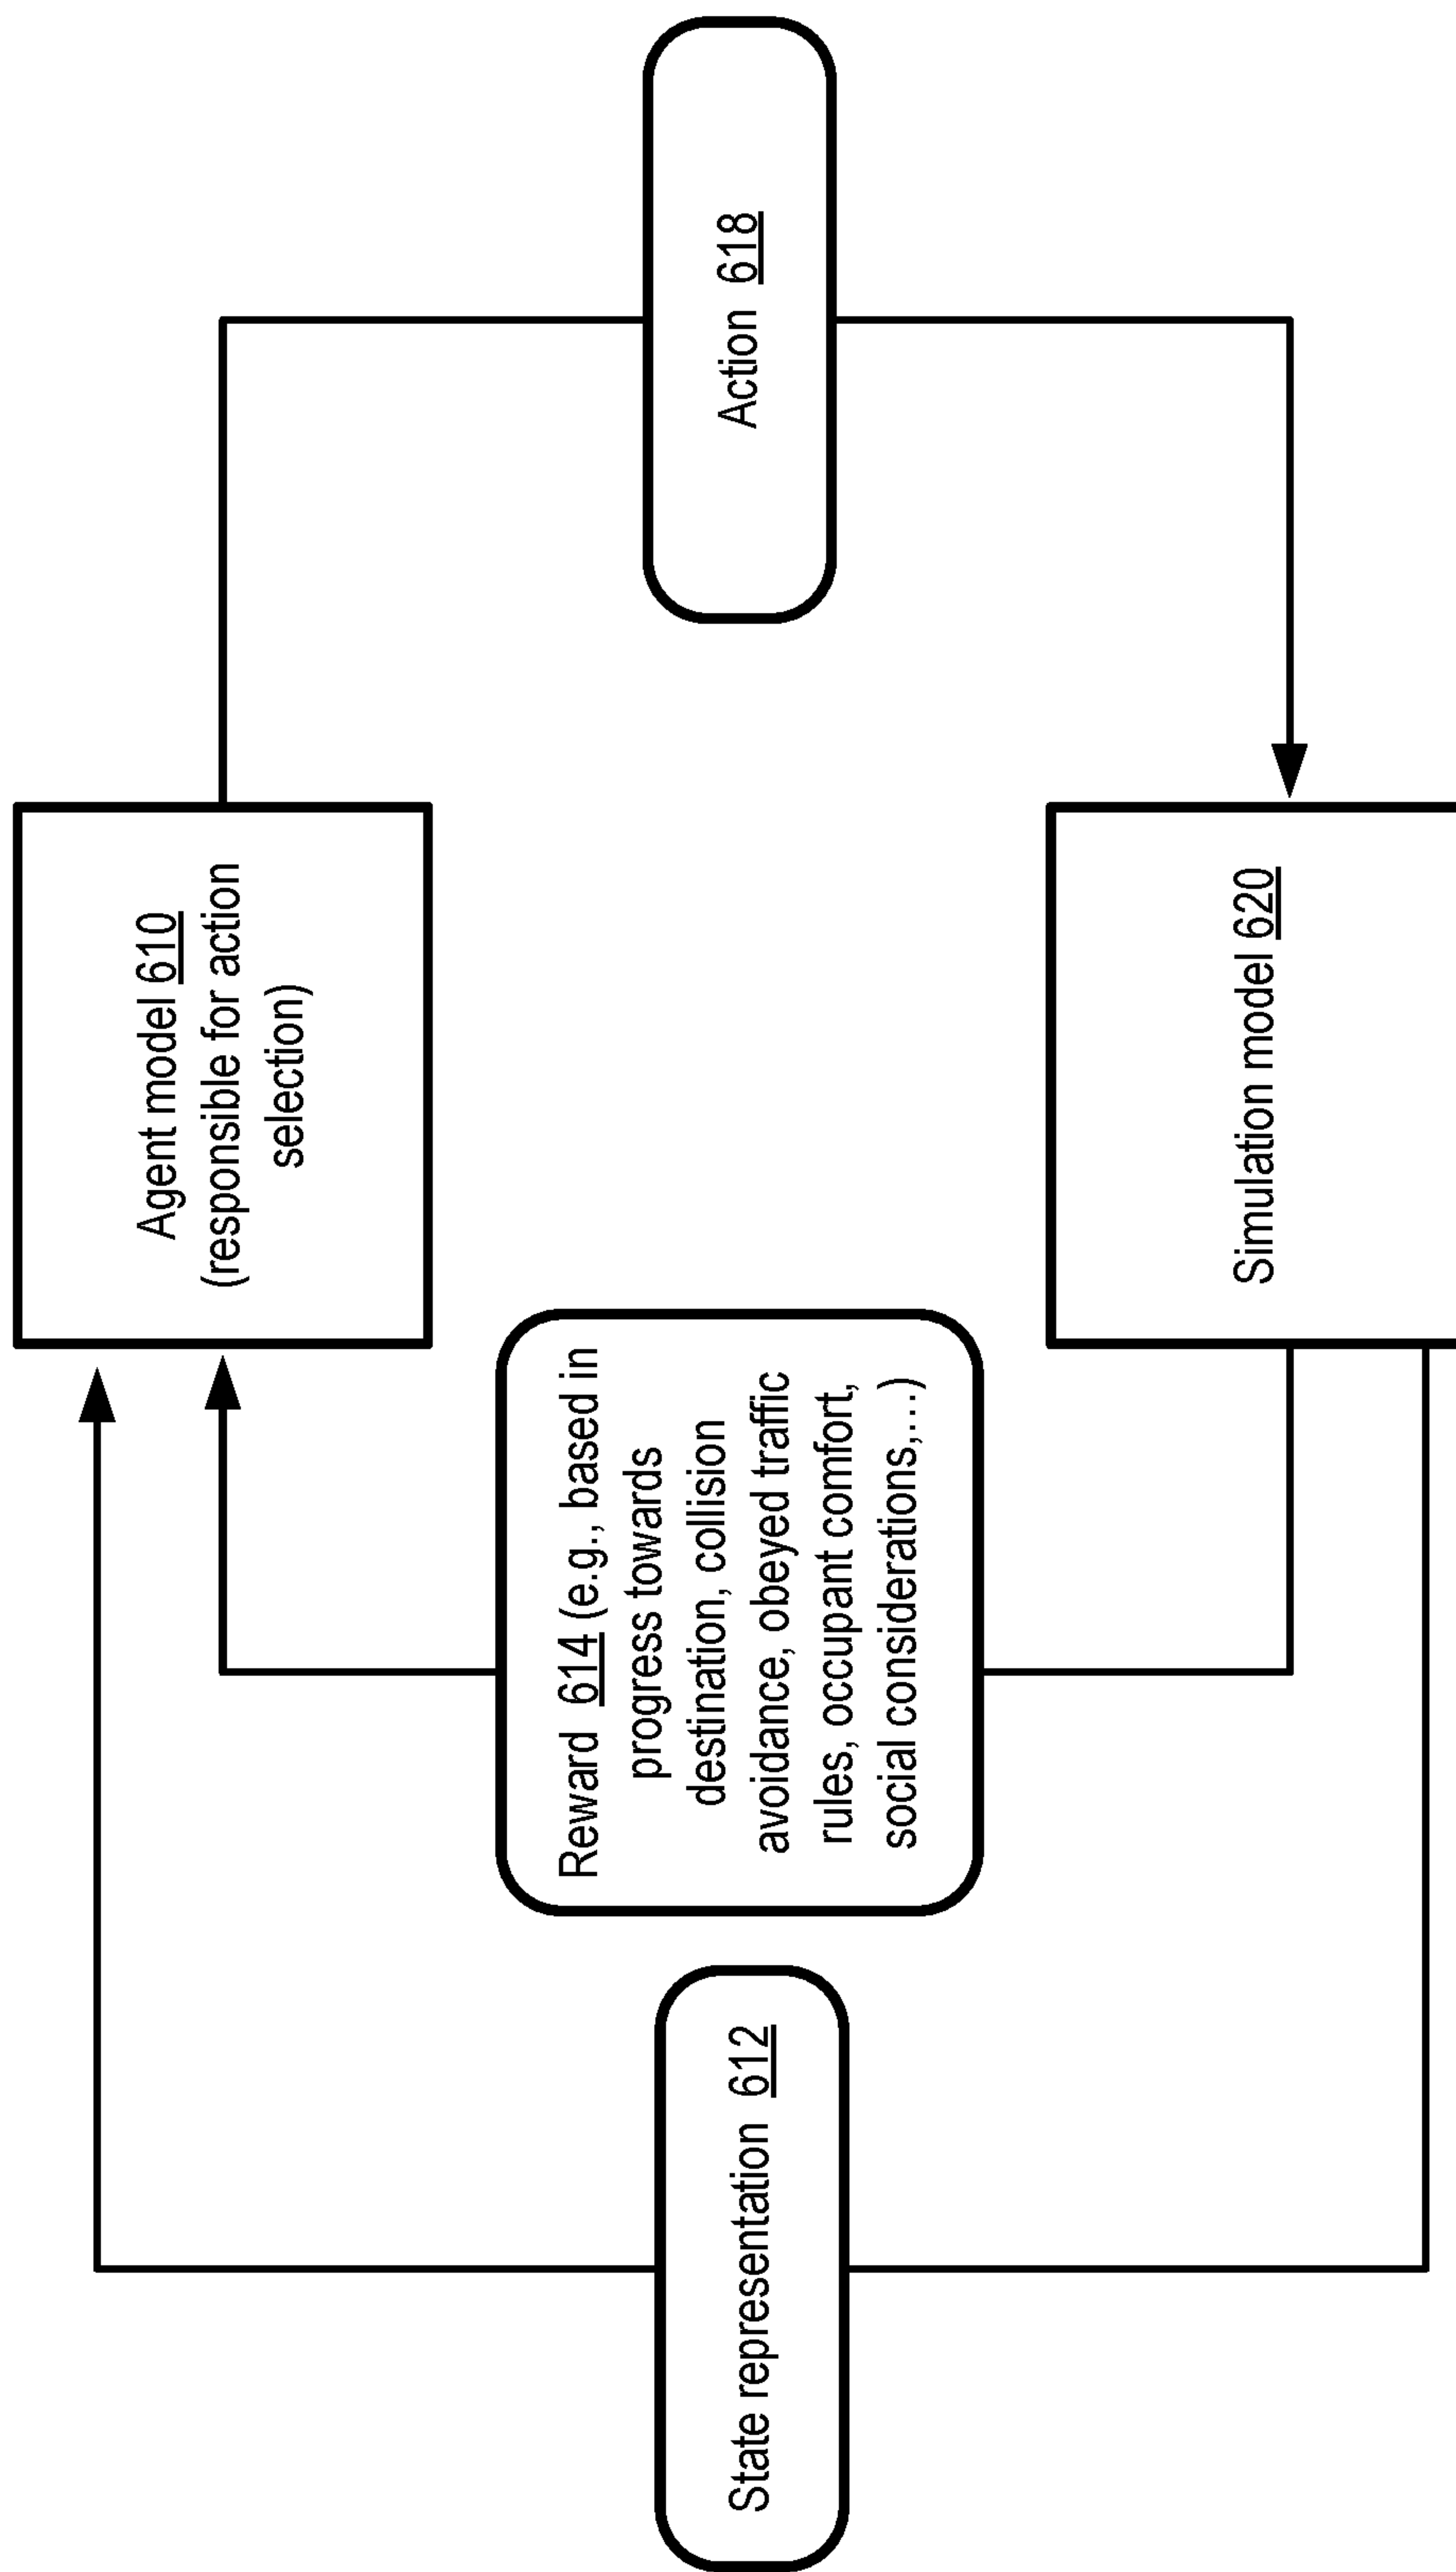 Agent model 610
(responsible for action
selection)
Reward 614 (e.g., based in
progress towards
destination, collision
avoidance, obeyed traffic
rules, occupant comfort,
social considerations,…)
State representation 612
Action 618
Simulation model 620